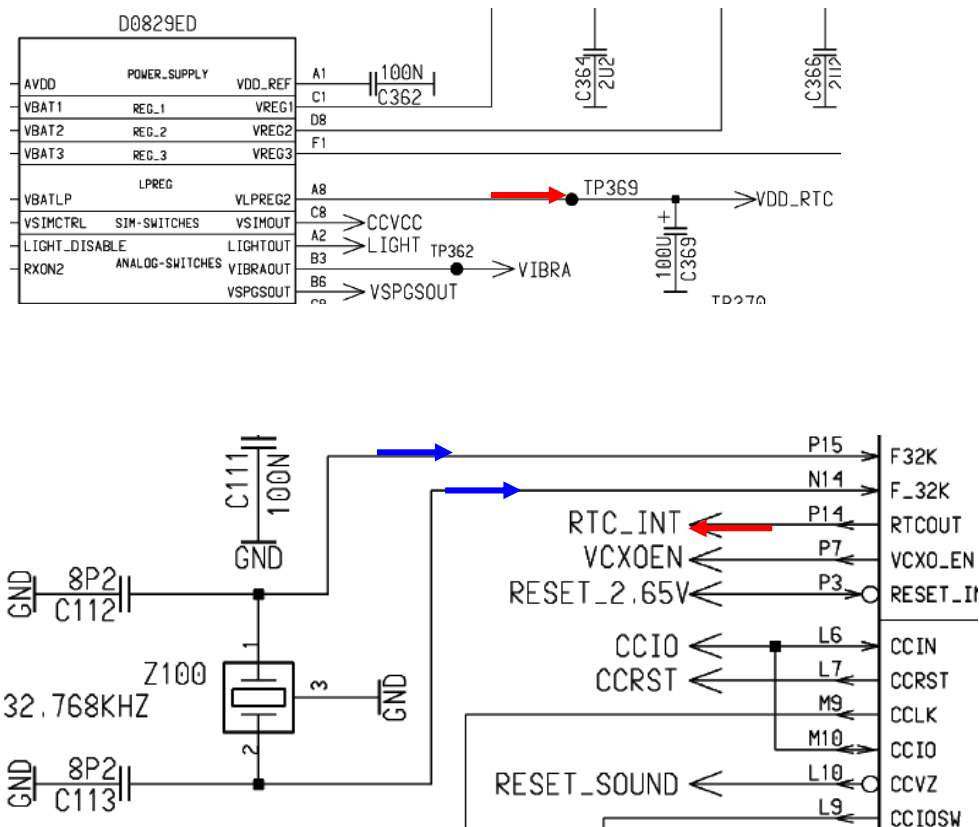 D0829ED
AVDD POWER_SUPPLY VDD_REF A1 100N
C362
VBAT1 REG_1 VREG1 C1
VBAT2 REG_2 VREG2 D8
VBAT3 REG_3 VREG3 F1
C364 2U2
C366
LPREG
VBATLP VLPREG2 A8 TP369 VDD_RTC
VSIMCTRL SIM-SWITCHES VSIMOUT C8 CCVCC
LIGHT_DISABLE LIGHTOUT A2 LIGHT
RXON2 ANALOG-SWITCHES VIBRAOUT B3 TP362 VIBRA
VSPGSOUT B6 VSPGSOUT
+
100U C369
C111 100N
GND
P15 F32K
N14 F_32K
RTC_INT P14 RTCOUT
VCXOEN P7 VCXO_EN
RESET_2.65V P3 RESET_IN
GND 8P2
C112
1
Z100
3 GND
32.768KHZ
2
GND 8P2
C113
CCIO L6 CCIN
CCRST L7 CCRST
M9 CCLK
M10 CCIO
RESET_SOUND L10 CCVZ
L9 CCIOSW